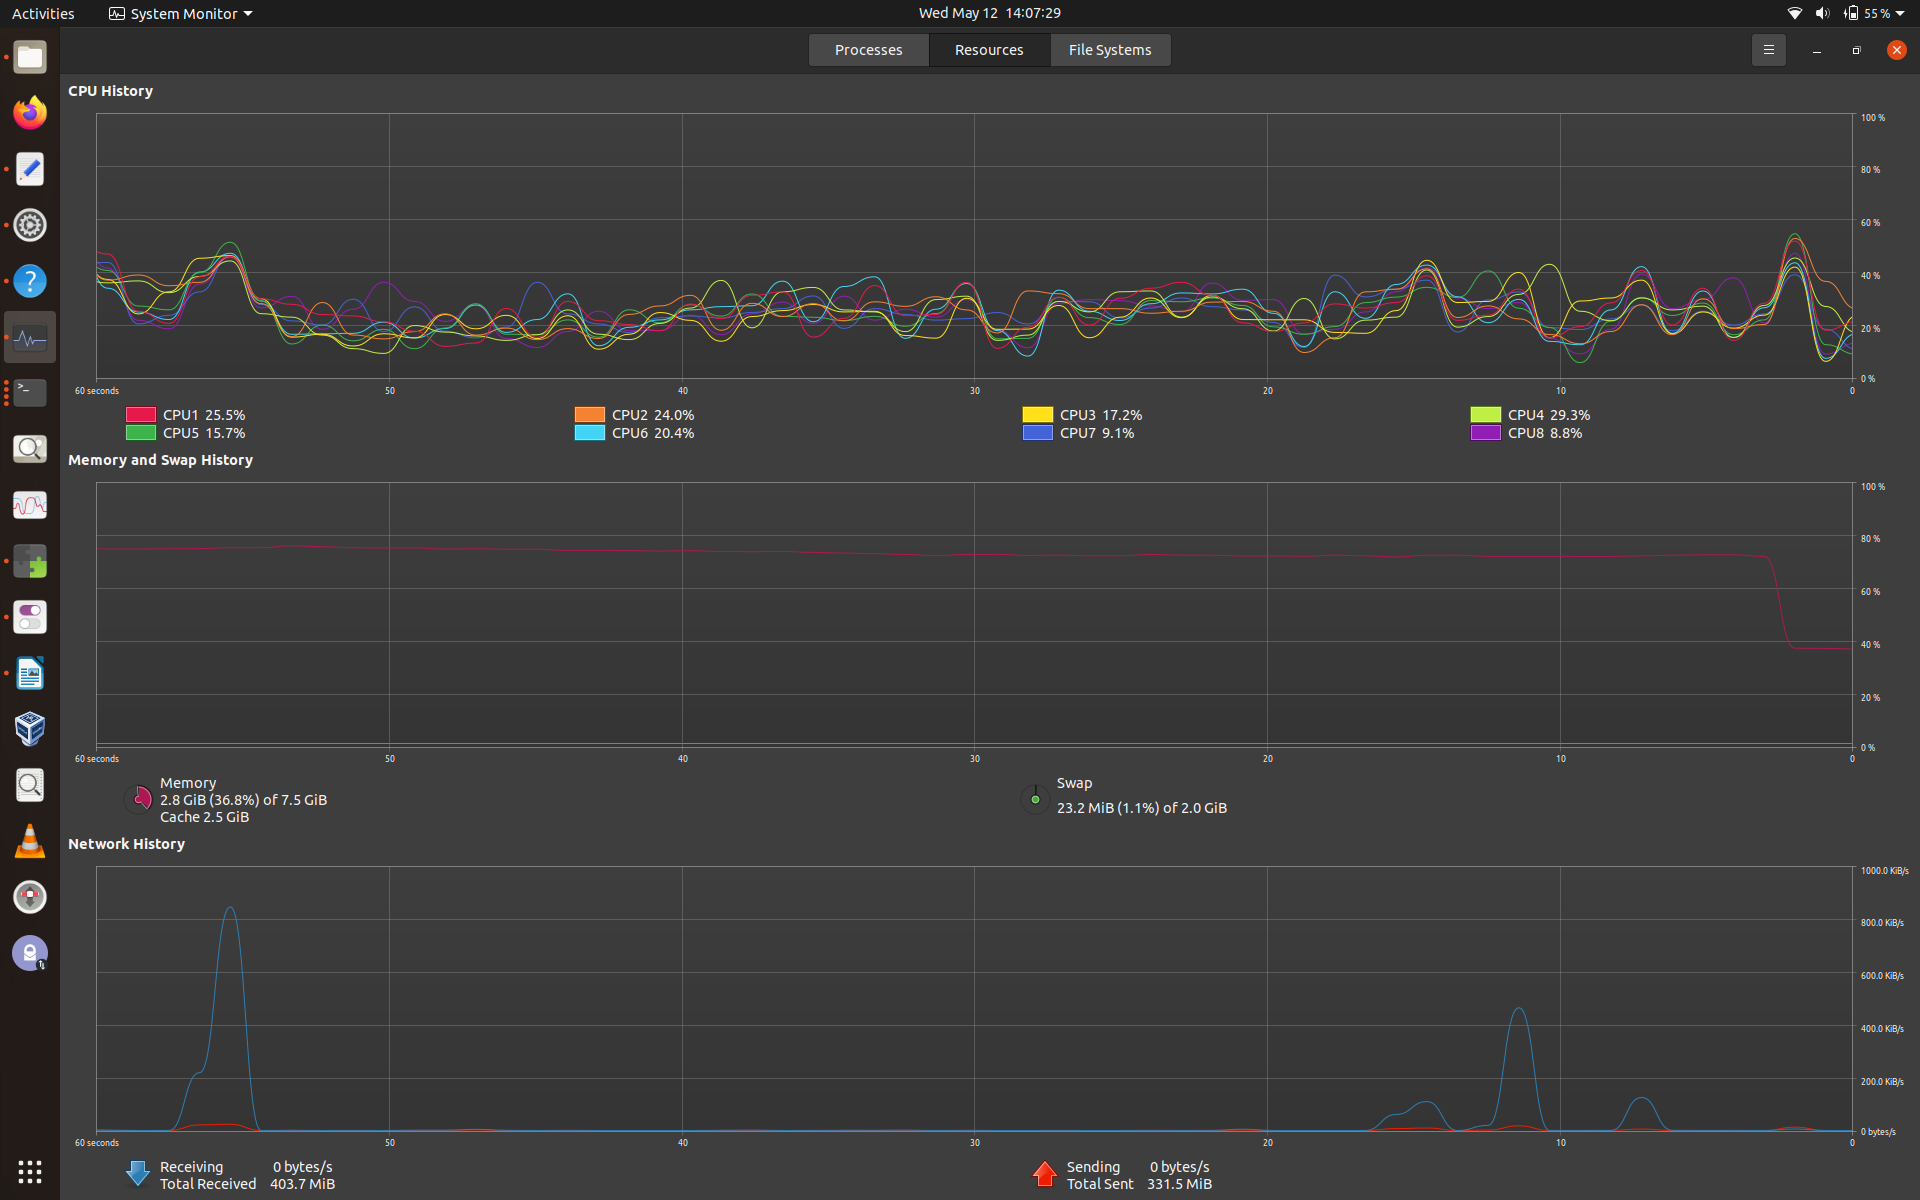 Activities System Monitor Wed May 12 14:07:29 55 %
Processes Resources File Systems
CPU History
100 %
80 %
60 %
40 %
20 %
0 %
60 seconds 50 40 30 20 10 0
CPU1 25.5% CPU2 24.0% CPU3 17.2% CPU4 29.3%
CPU5 15.7% CPU6 20.4% CPU7 9.1% CPU8 8.8%
Memory and Swap History
100 %
80 %
60 %
40 %
20 %
0 %
60 seconds 50 40 30 20 10 0
Memory Swap
2.8 GiB (36.8%) of 7.5 GiB 23.2 MiB (1.1%) of 2.0 GiB
Cache 2.5 GiB
Network History
1000.0 KiB/s
800.0 KiB/s
600.0 KiB/s
400.0 KiB/s
200.0 KiB/s
0 bytes/s
60 seconds 50 40 30 20 10 0
Receiving 0 bytes/s Sending 0 bytes/s
Total Received 403.7 MiB Total Sent 331.5 MiB